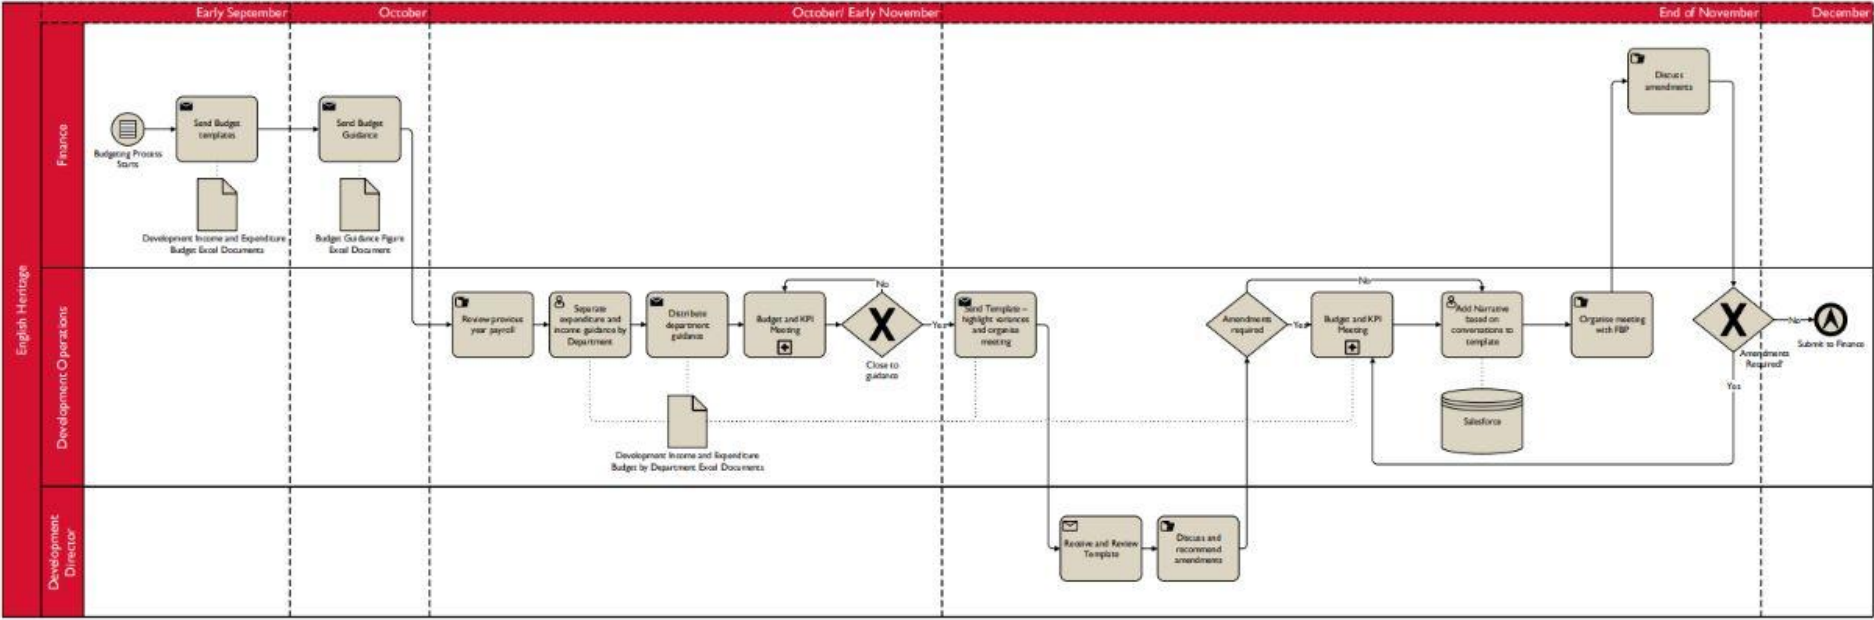 Early September
October
October/ Early November
End of November
December
English Heritage
Finance
Development Operations
Development
Director
Budgeting Process
Starts
Send Budget
templates
Development Income and Expenditure
Budget Excel Documents
Send Budget
Guidance
Budget Guidance Figure
Excel Document
Discuss
amendments
Review previous
year payroll
Separate
expenditure and
income guidance by
Department
Distribute
department
guidance
Budget and KPI
Meeting
No
X
Close to
guidance
Yes
Development Income and Expenditure
Budget by Department Excel Documents
Send Template –
highlight variances
and organise
meeting
Amendments
required
No
Yes
Budget and KPI
Meeting
Add Narrative
based on
conversations to
template
Salesforce
Organise meeting
with FBP
X
Amendments
Required?
No
Yes
Submit to Finance
Receive and Review
Template
Discuss and
recommend
amendments